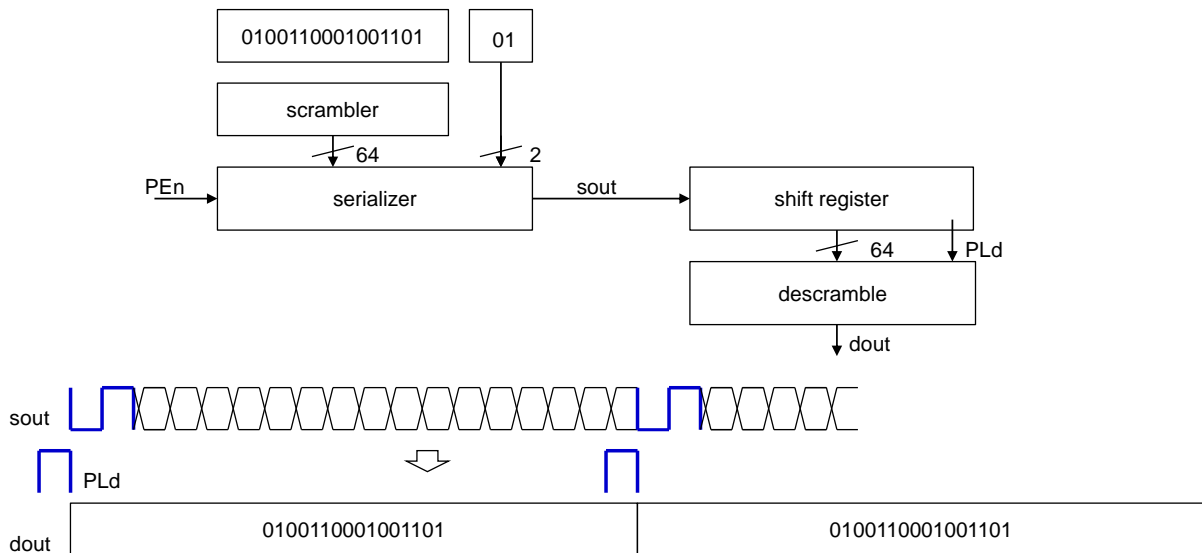 0100110001001101
01
scrambler
64
2
PEn
serializer
sout
shift register
64
PLd
descramble
dout
sout
PLd
dout
0100110001001101
0100110001001101